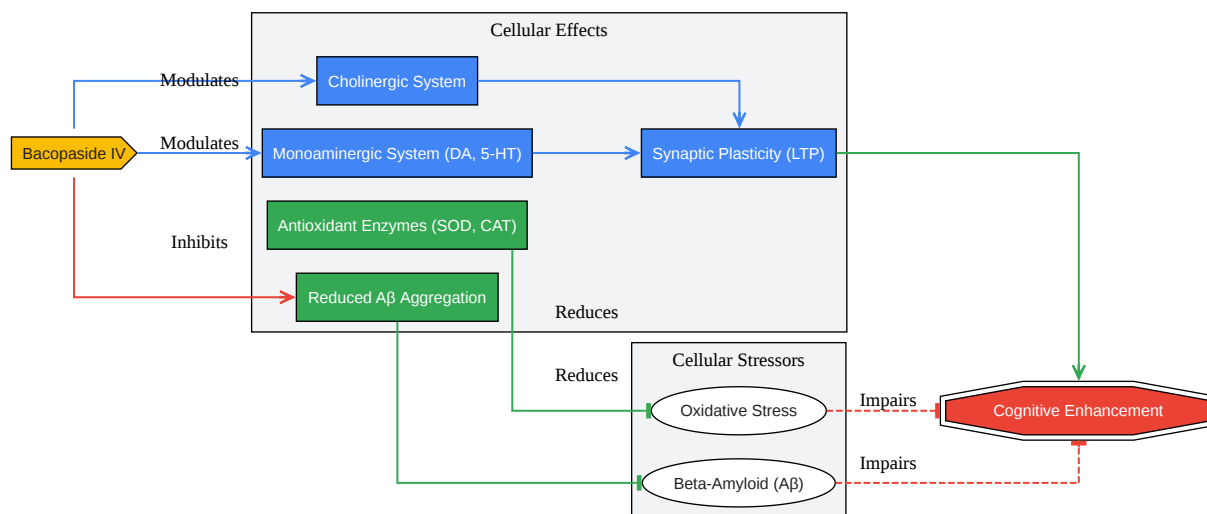 Cellular Effects
Modulates
Cholinergic System
Bacopaside IV
Modulates
Monoaminergic System (DA, 5-HT)
Synaptic Plasticity (LTP)
Antioxidant Enzymes (SOD, CAT)
Inhibits
Reduced Aβ Aggregation
Reduces
Cellular Stressors
Reduces
Oxidative Stress
Impairs
Cognitive Enhancement
Beta-Amyloid (Aβ)
Impairs